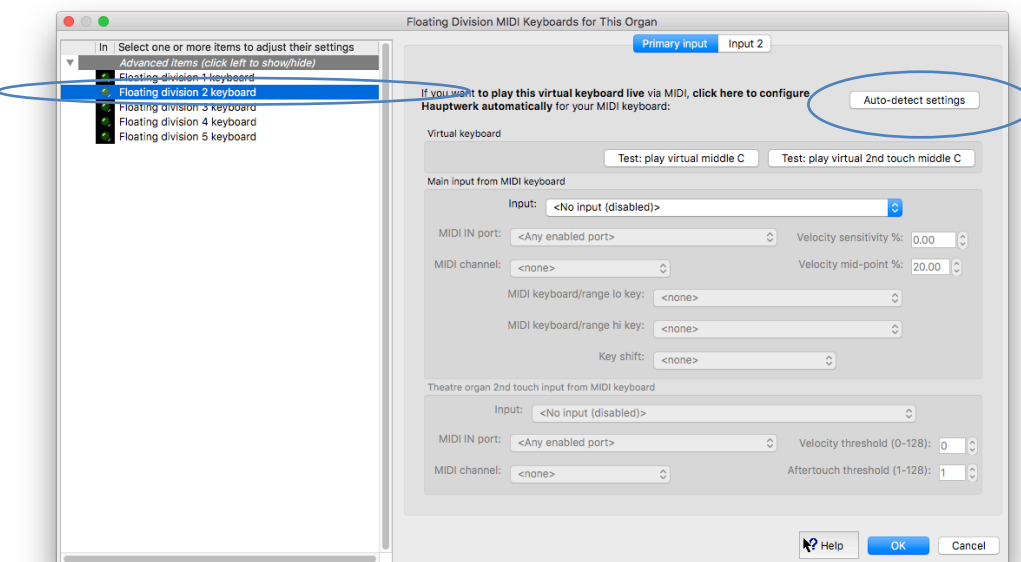 Floating Division MIDI Keyboards for This Organ
In Select one or more items to adjust their settings
Advanced items (click left to show/hide)
Floating division 1 keyboard
Floating division 2 keyboard
Floating division 3 keyboard
Floating division 4 keyboard
Floating division 5 keyboard
Primary input Input 2
If you want to play this virtual keyboard live via MIDI, click here to configure
Hauptwerk automatically for your MIDI keyboard:
Auto-detect settings
Virtual keyboard
Test: play virtual middle C Test: play virtual 2nd touch middle C
Main input from MIDI keyboard
Input: <No input (disabled)>
MIDI IN port: <Any enabled port> Velocity sensitivity %: 0.00
MIDI channel: <none> Velocity mid-point %: 20.00
MIDI keyboard/range lo key: <none>
MIDI keyboard/range hi key: <none>
Key shift: <none>
Theatre organ 2nd touch input from MIDI keyboard
Input: <No input (disabled)>
MIDI IN port: <Any enabled port> Velocity threshold (0-128): 0
MIDI channel: <none> Aftertouch threshold (1-128): 1
? Help OK Cancel